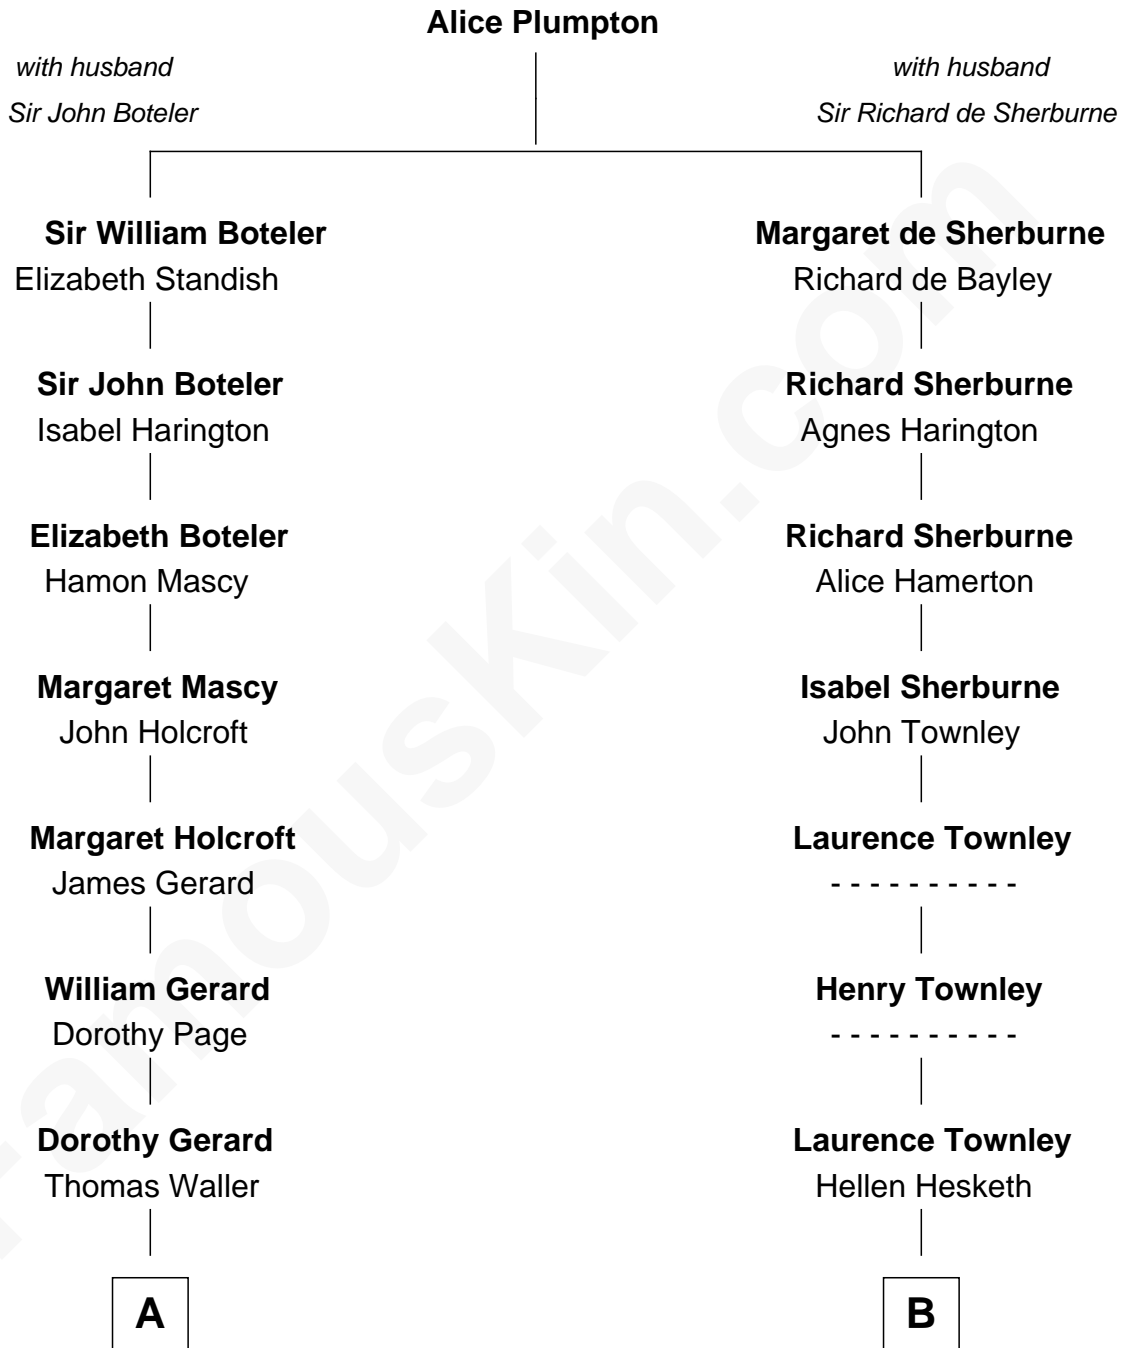 Alice Plumpton
with husband
Sir John Boteler
with husband
Sir Richard de Sherburne
Sir William Boteler
Elizabeth Standish
Margaret de Sherburne
Richard de Bayley
Sir John Boteler
Isabel Harington
Richard Sherburne
Agnes Harington
Elizabeth Boteler
Hamon Mascy
Richard Sherburne
Alice Hamerton
Margaret Mascy
John Holcroft
Isabel Sherburne
John Townley
Margaret Holcroft
James Gerard
Laurence Townley
- - - - - - - - - -
William Gerard
Dorothy Page
Henry Townley
- - - - - - - - - -
Dorothy Gerard
Thomas Waller
Laurence Townley
Hellen Hesketh
A
B
FamousKin.com